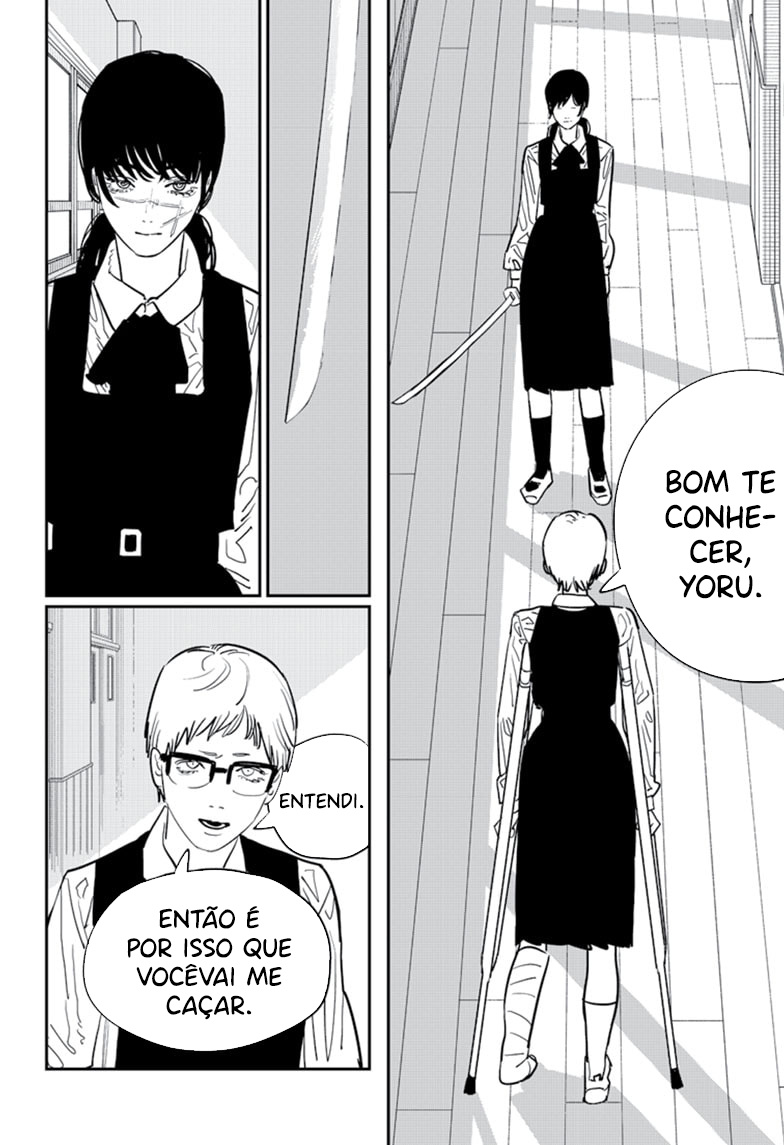 ENTENDI.
ENTÃO É
POR ISSO QUE
VOCÊVAI ME
CAÇAR.
BOM TE
CONHE-
CER,
YORU.